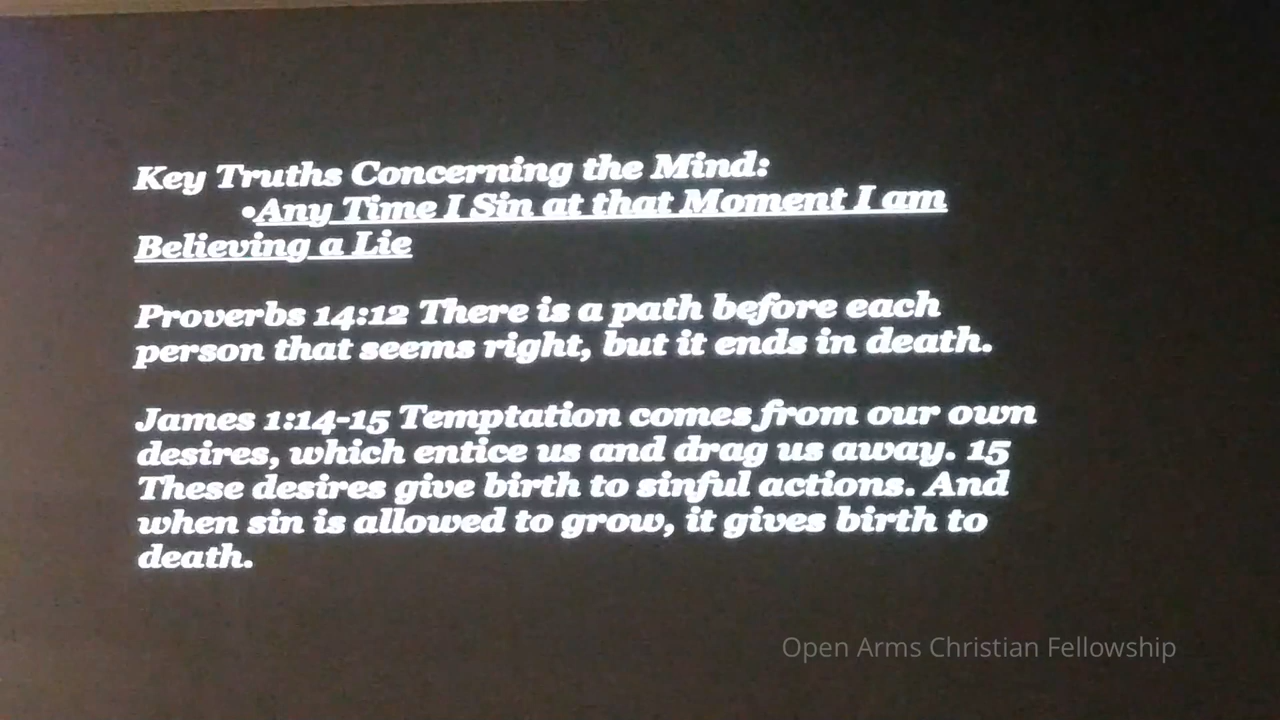 Key Truths Concerning the Mind:
•Any Time I Sin at that Moment I am
Believing a Lie
Proverbs 14:12 There is a path before each
person that seems right, but it ends in death.
James 1:14-15 Temptation comes from our own
desires, which entice us and drag us away. 15
These desires give birth to sinful actions. And
when sin is allowed to grow, it gives birth to
death.
Open Arms Christian Fellowship